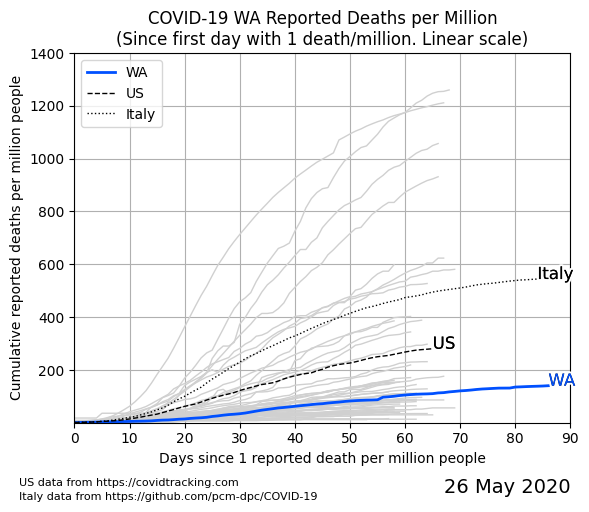 COVID-19 WA Reported Deaths per Million
(Since first day with 1 death/million. Linear scale)
Cumulative reported deaths per million people
1400
1200
1000
800
600
400
200
WA
US
Italy
Italy
US
WA
0 10 20 30 40 50 60 70 80 90
Days since 1 reported death per million people
US data from https://covidtracking.com
Italy data from https://github.com/pcm-dpc/COVID-19
26 May 2020